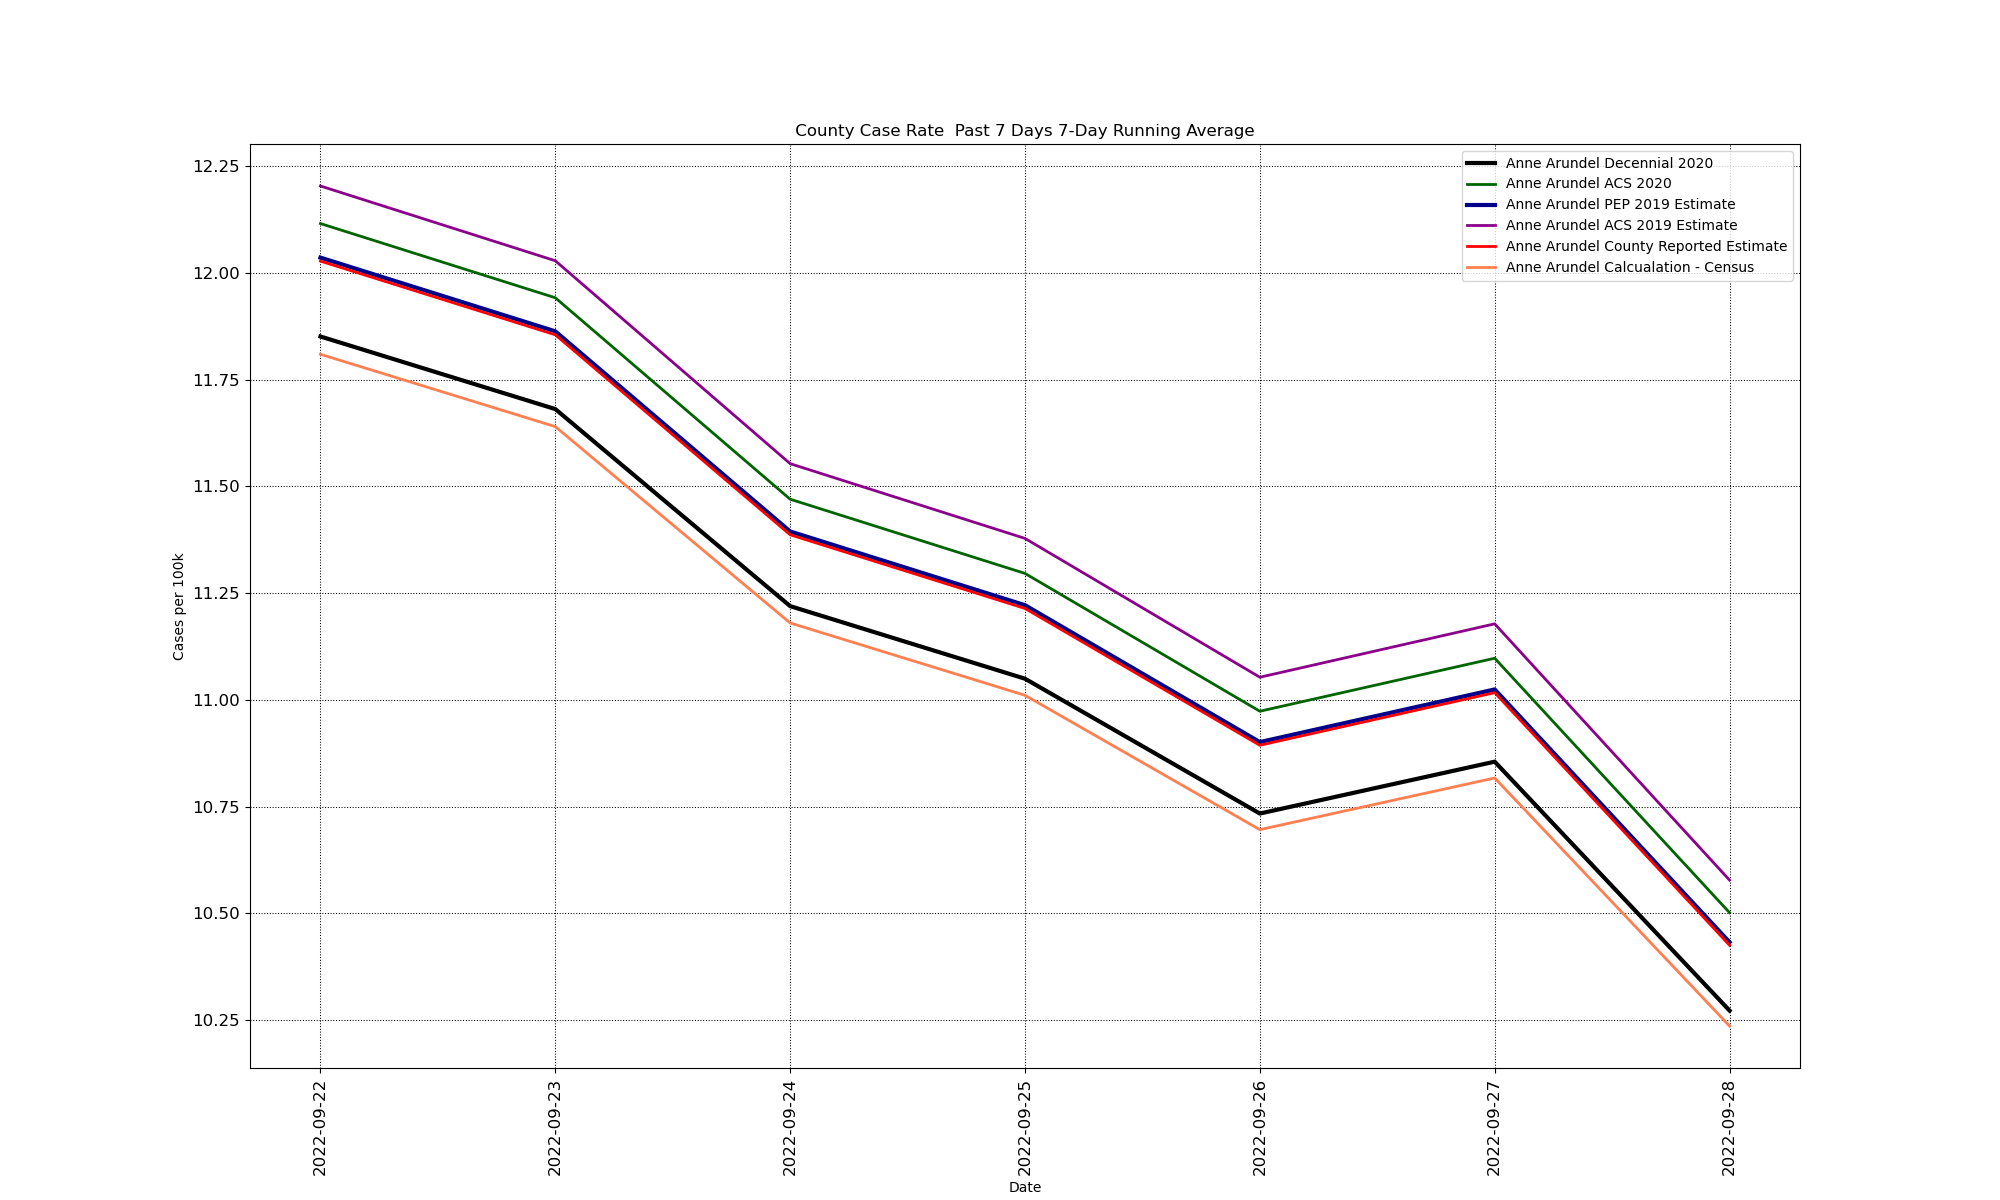 County Case Rate  Past 7 Days 7-Day Running Average
Anne Arundel Decennial 2020
Anne Arundel ACS 2020
Anne Arundel PEP 2019 Estimate
Anne Arundel ACS 2019 Estimate
Anne Arundel County Reported Estimate
Anne Arundel Calcualation - Census
Cases per 100k
12.25
12.00
11.75
11.50
11.25
11.00
10.75
10.50
10.25
2022-09-22
2022-09-23
2022-09-24
2022-09-25
2022-09-26
2022-09-27
2022-09-28
Date